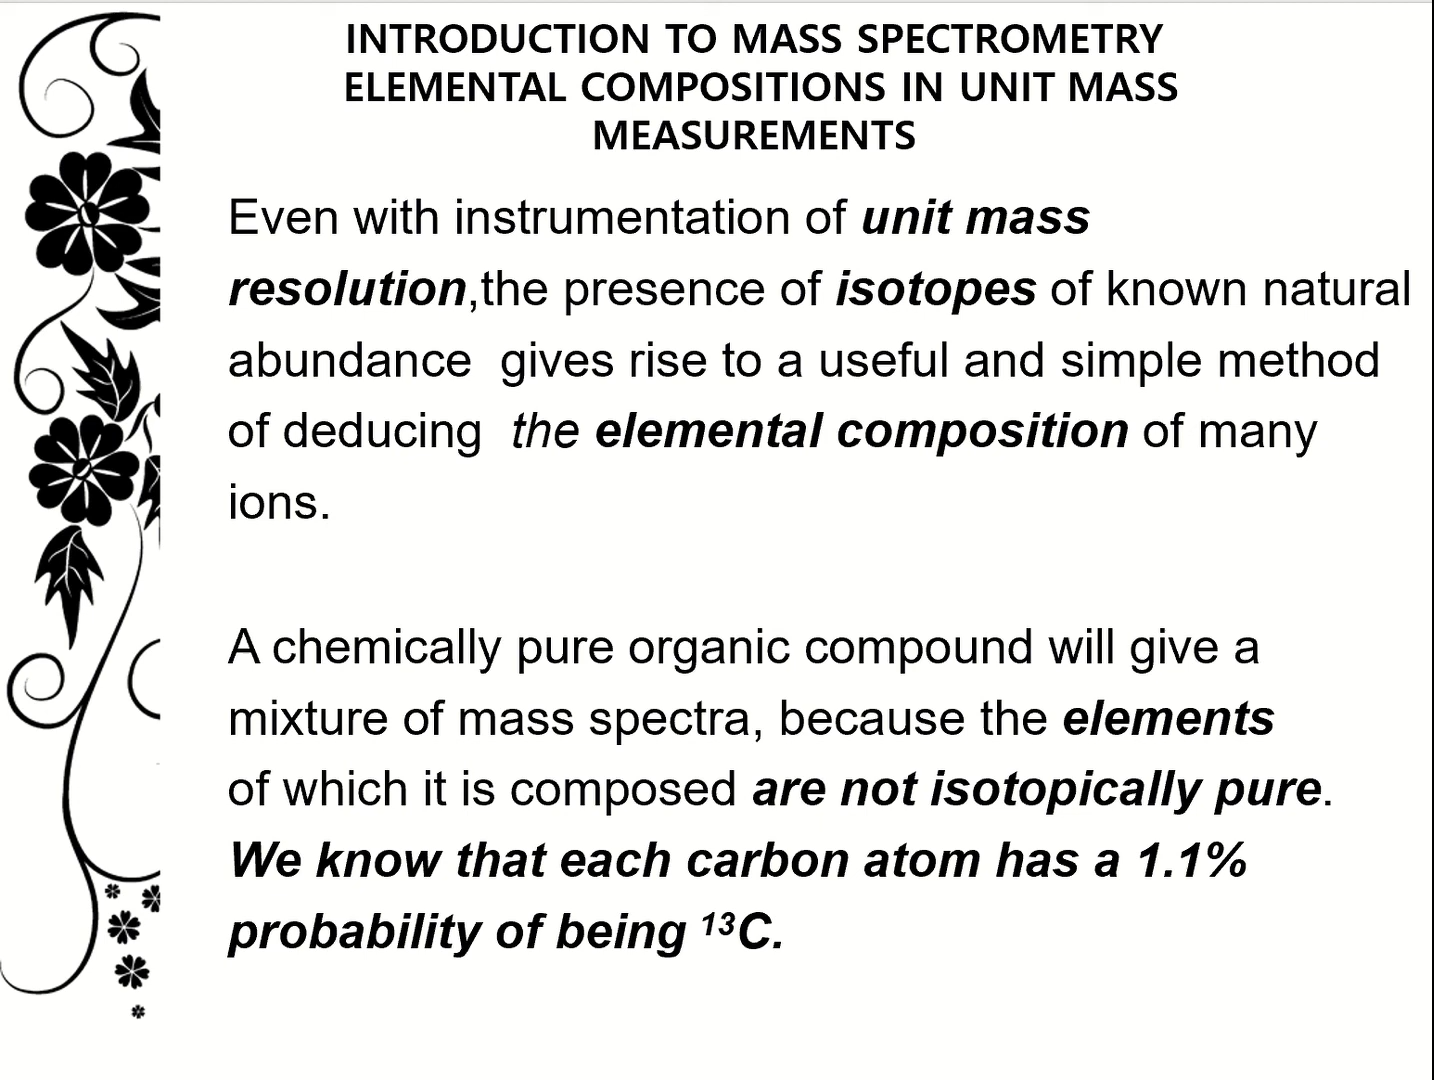 INTRODUCTION TO MASS SPECTROMETRY
ELEMENTAL COMPOSITIONS IN UNIT MASS
MEASUREMENTS
Even with instrumentation of unit mass
resolution,the presence of isotopes of known natural
abundance  gives rise to a useful and simple method
of deducing  the elemental composition of many
ions.
A chemically pure organic compound will give a
mixture of mass spectra, because the elements
of which it is composed are not isotopically pure.
We know that each carbon atom has a 1.1%
probability of being ¹³C.